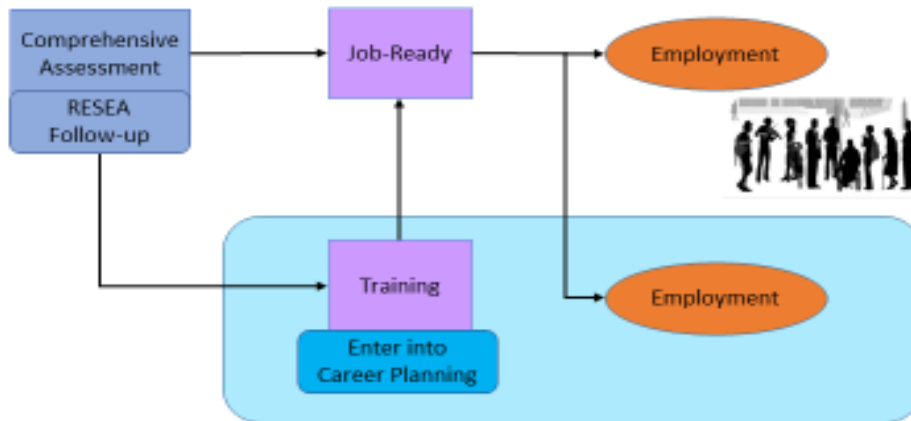 Comprehensive
Assessment
RESEA
Follow-up
Job-Ready
Employment
Training
Enter into
Career Planning
Employment